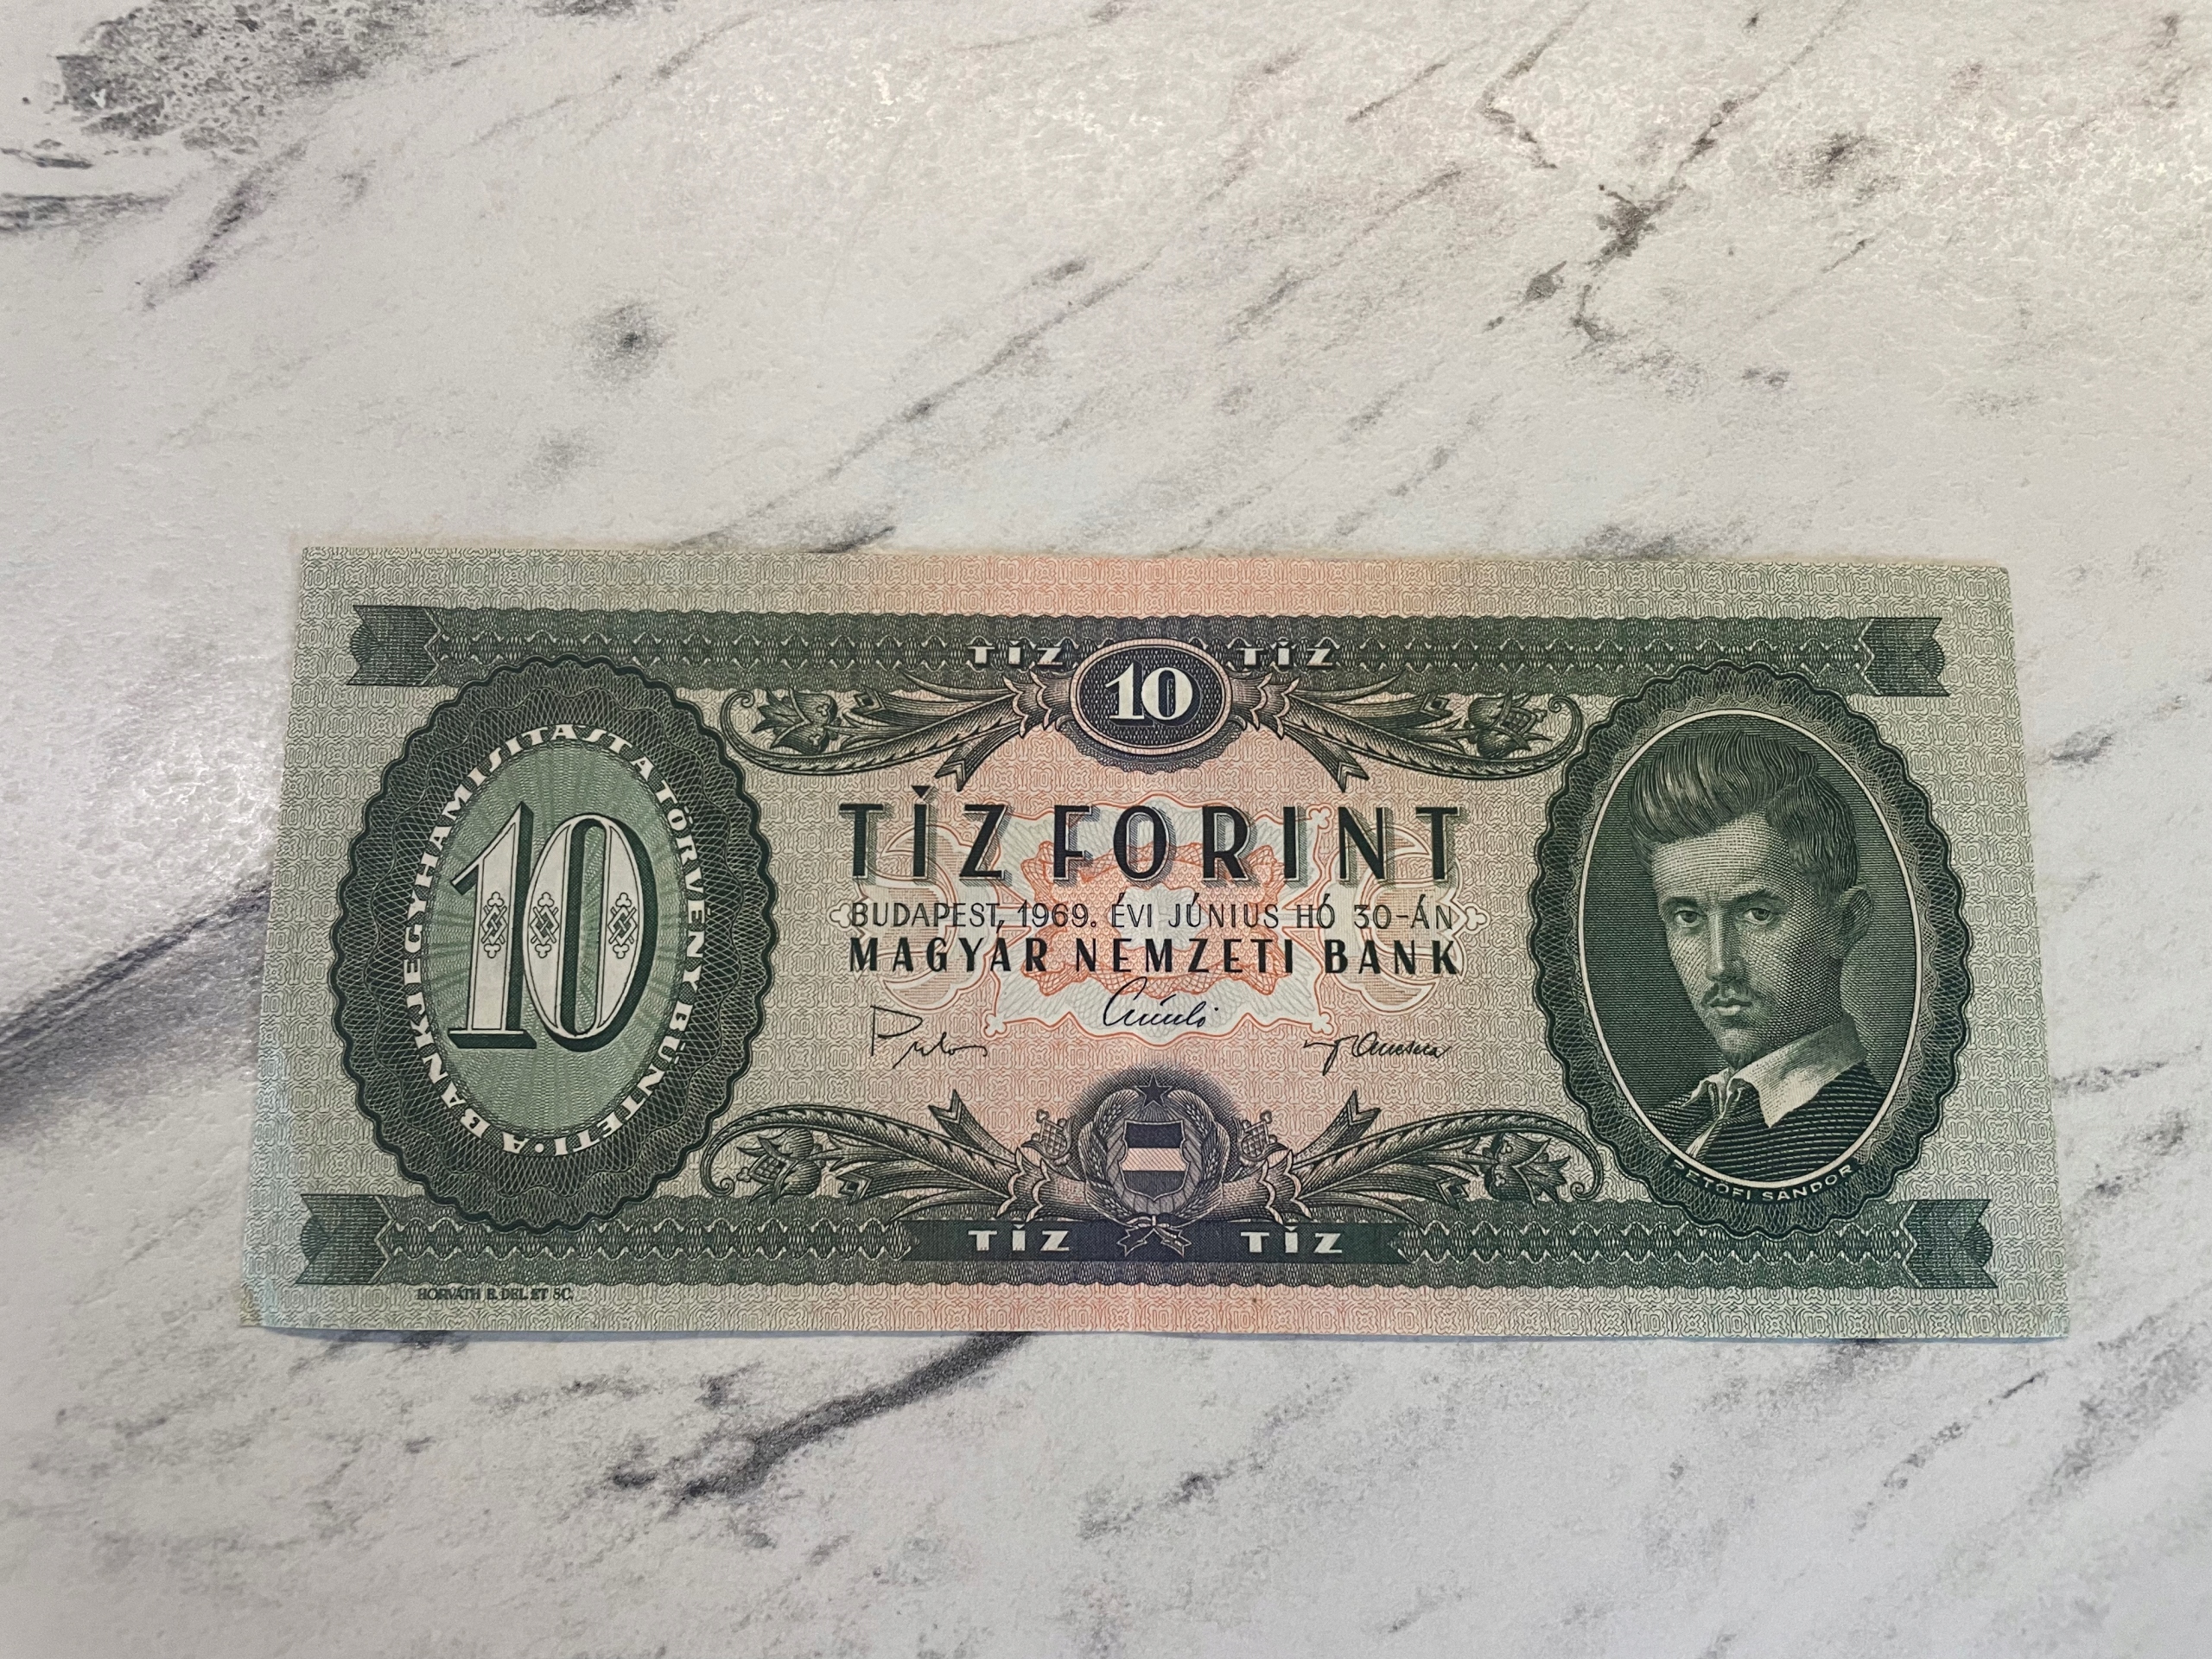 TÍZ 10 TÍZ
A BANKJEGYHAMISÍTÁST A TÖRVÉNY BÜNTETI •
10
TÍZ FORINT
BUDAPEST, 1969. ÉVI JÚNIUS HÓ 30-ÁN
MAGYAR NEMZETI BANK
PETŐFI SÁNDOR
TÍZ TÍZ
HORVÁTH E. DEL. ET SC.